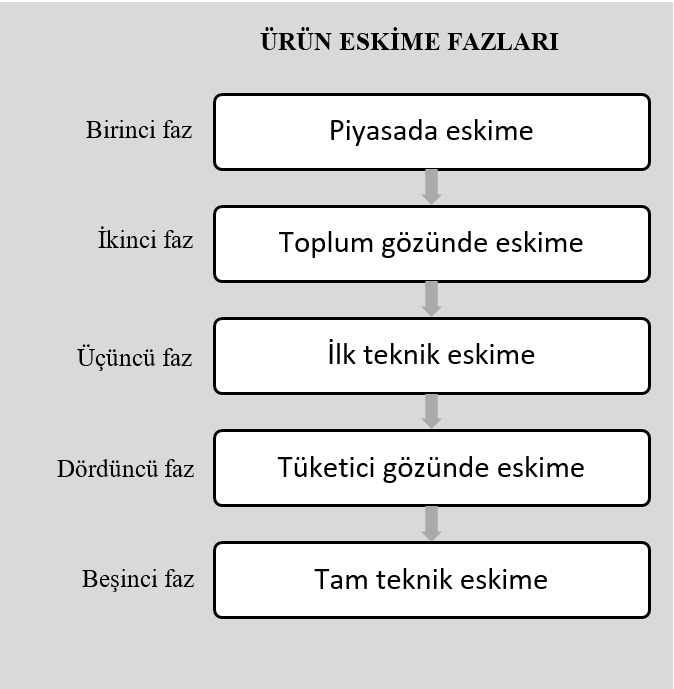 ÜRÜN ESKİME FAZLARI
Birinci faz
Piyasada eskime
İkinci faz
Toplum gözünde eskime
Üçüncü faz
İlk teknik eskime
Dördüncü faz
Tüketici gözünde eskime
Beşinci faz
Tam teknik eskime